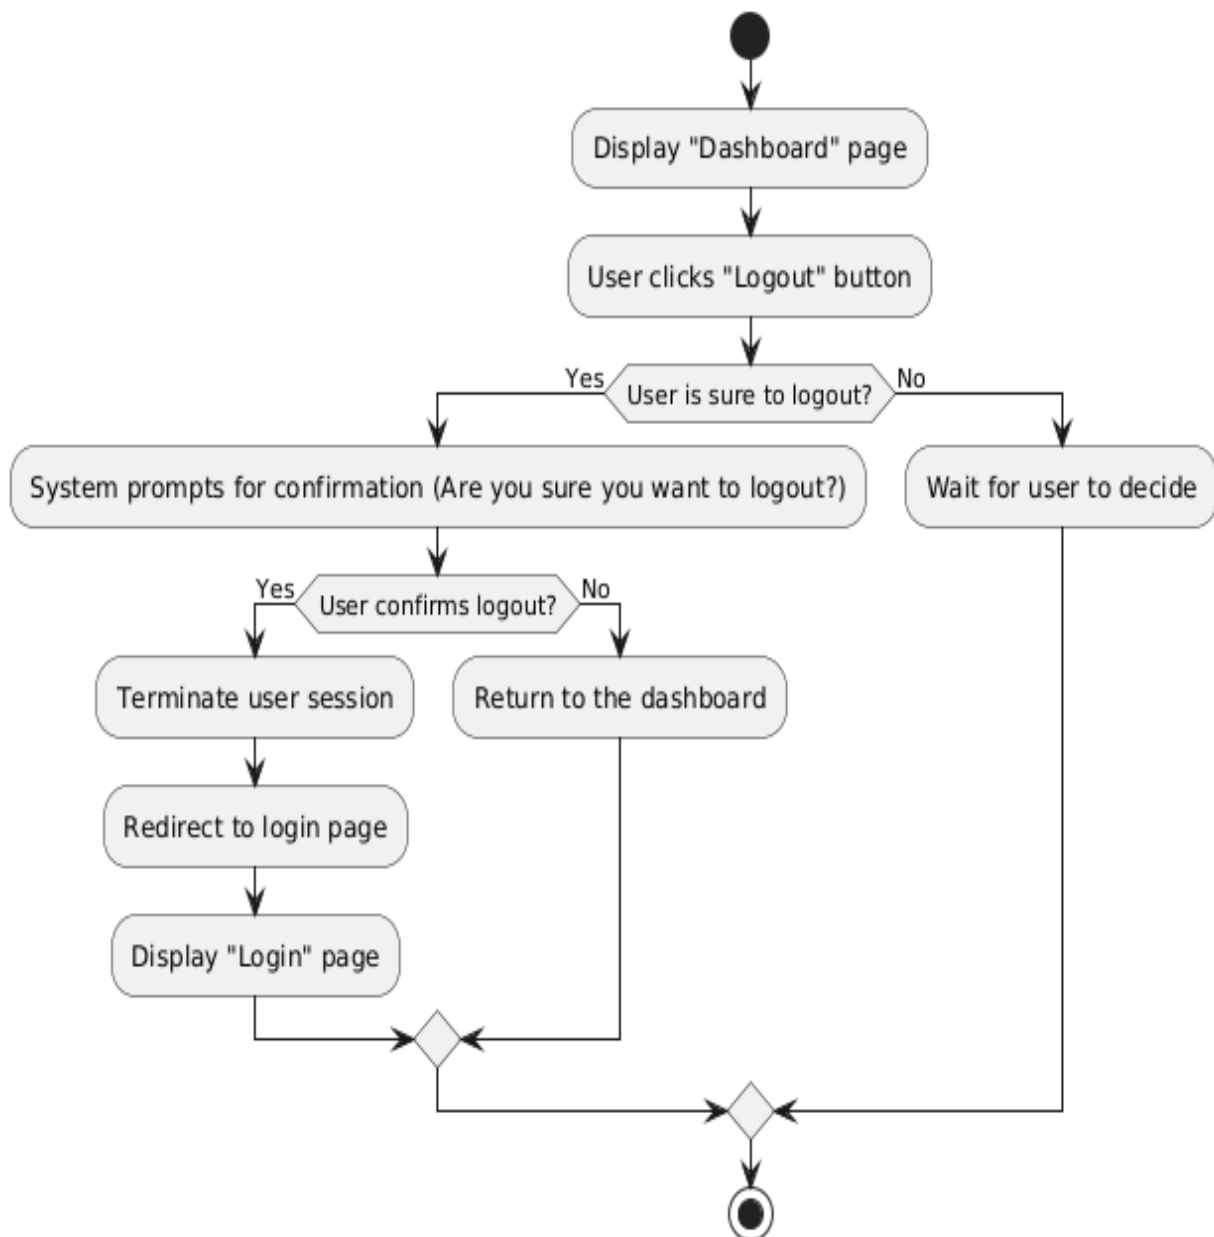 Display "Dashboard" page
User clicks "Logout" button
Yes
User is sure to logout?
No
System prompts for confirmation (Are you sure you want to logout?)
Wait for user to decide
Yes
User confirms logout?
No
Terminate user session
Return to the dashboard
Redirect to login page
Display "Login" page